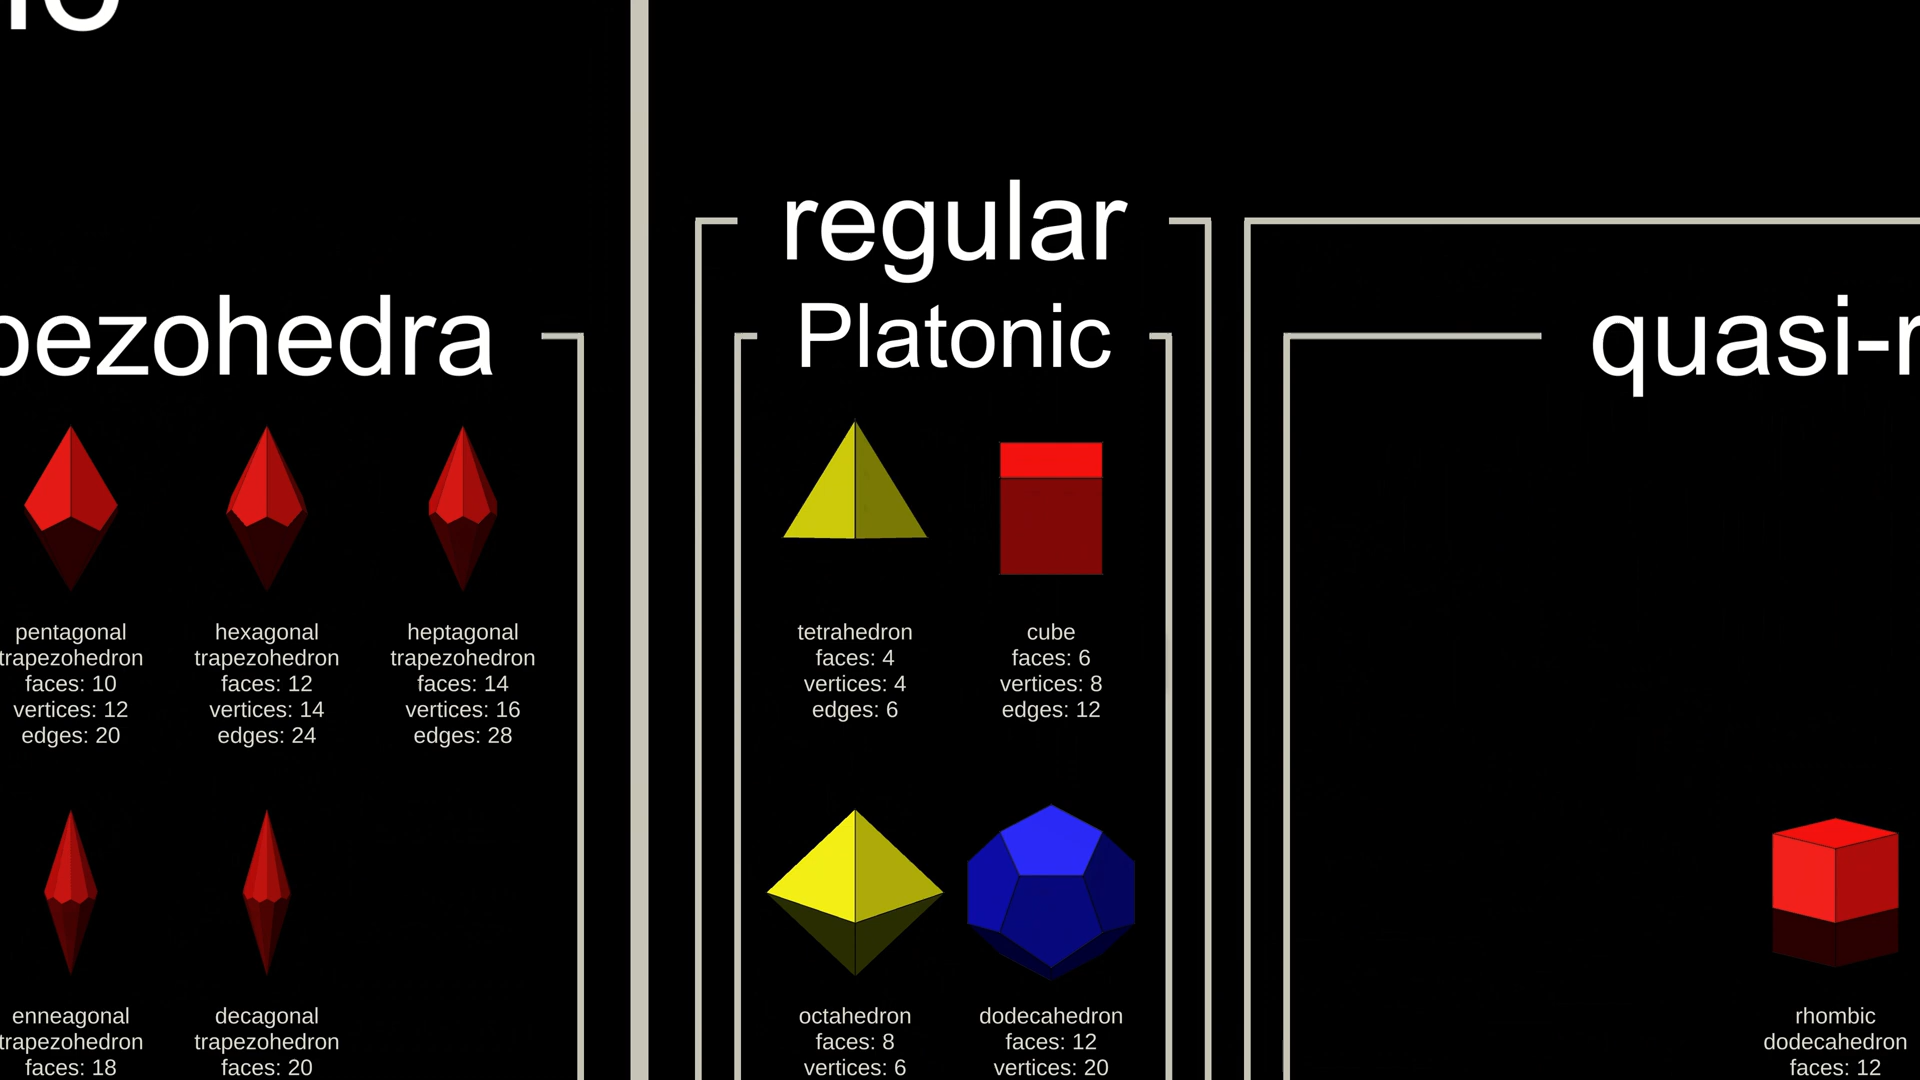 regular
Platonic
pentagonal
trapezohedron
faces: 10
vertices: 12
edges: 20
hexagonal
trapezohedron
faces: 12
vertices: 14
edges: 24
heptagonal
trapezohedron
faces: 14
vertices: 16
edges: 28
tetrahedron
faces: 4
vertices: 4
edges: 6
cube
faces: 6
vertices: 8
edges: 12
enneagonal
trapezohedron
faces: 18
decagonal
trapezohedron
faces: 20
octahedron
faces: 8
vertices: 6
dodecahedron
faces: 12
vertices: 20
rhombic
dodecahedron
faces: 12